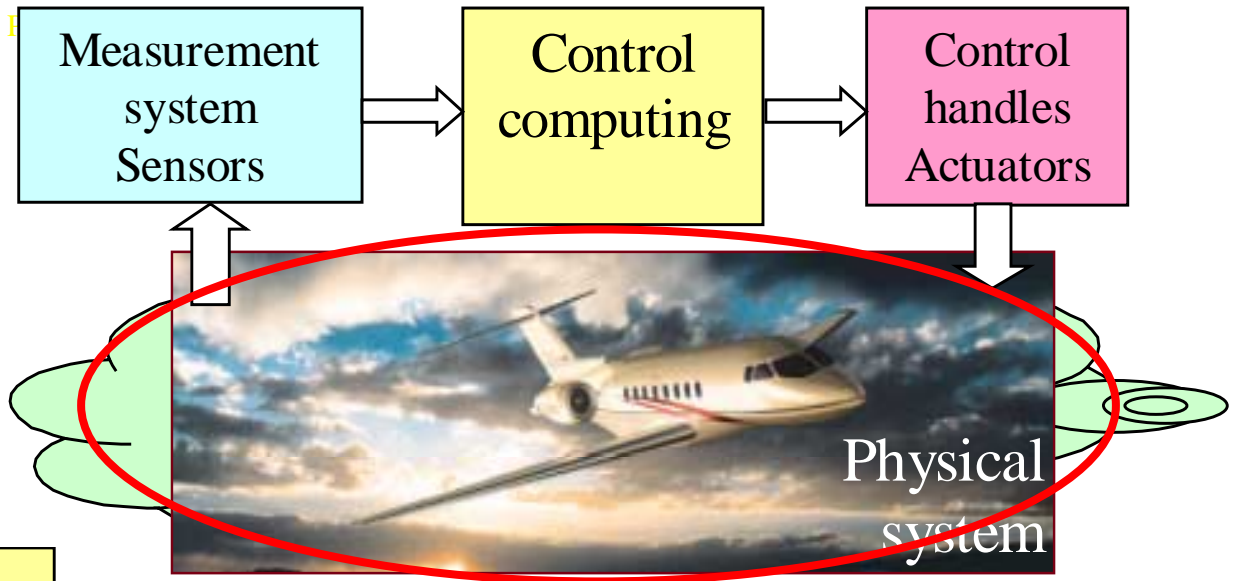 Measurement
system
Sensors
Control
computing
Control
handles
Actuators
Physical
system